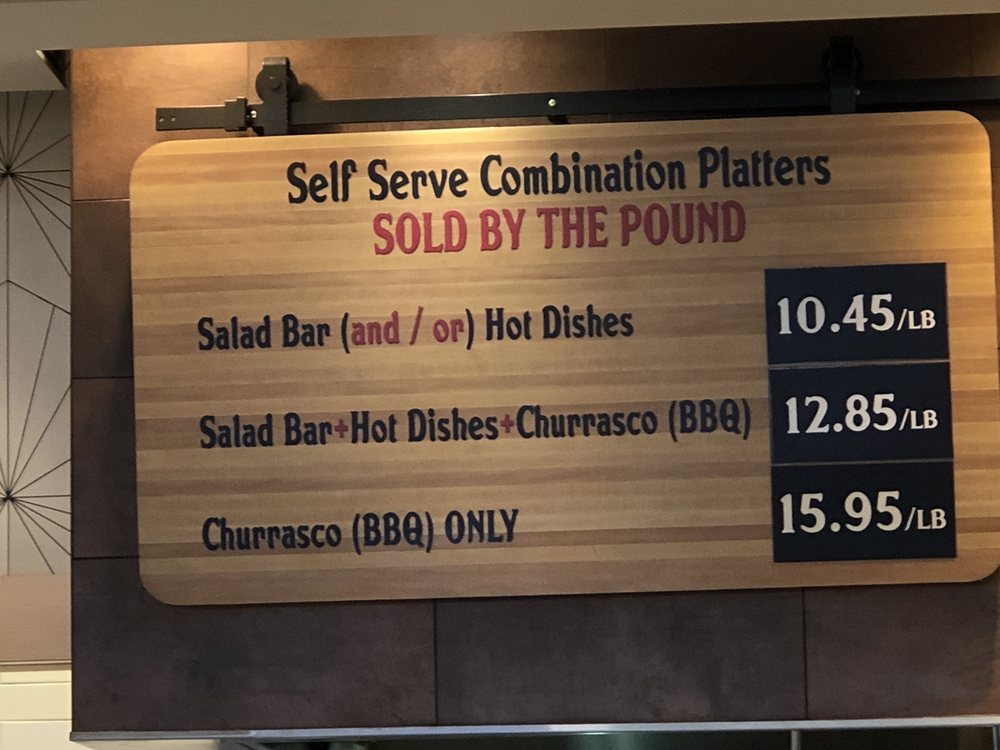 Self Serve Combination Platters
SOLD BY THE POUND
Salad Bar (and / or) Hot Dishes 10.45/LB
Salad Bar+Hot Dishes+Churrasco (BBQ) 12.85/LB
Churrasco (BBQ) ONLY 15.95/LB